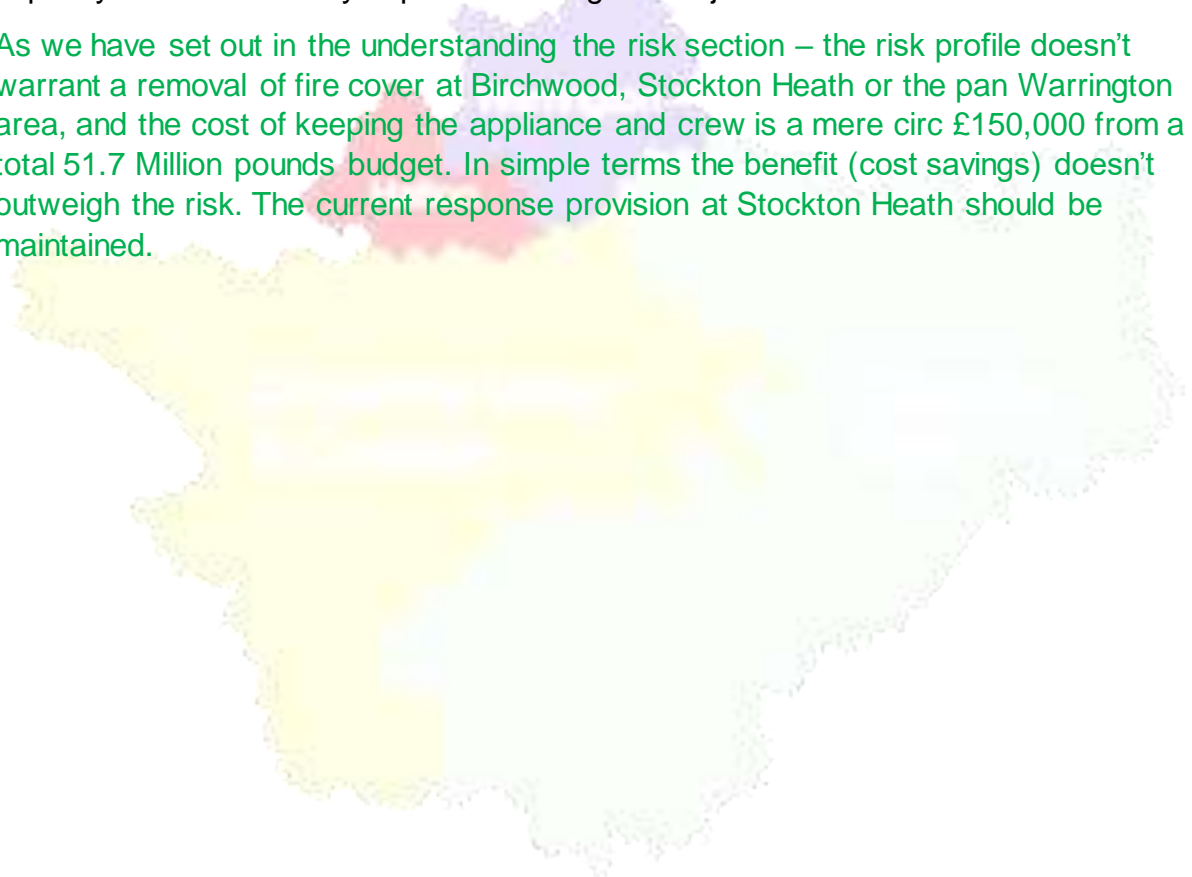 As we have set out in the understanding the risk section – the risk profile doesn't
warrant a removal of fire cover at Birchwood, Stockton Heath or the pan Warrington
area, and the cost of keeping the appliance and crew is a mere circ £150,000 from a
total 51.7 Million pounds budget. In simple terms the benefit (cost savings) doesn't
outweigh the risk. The current response provision at Stockton Heath should be
maintained.